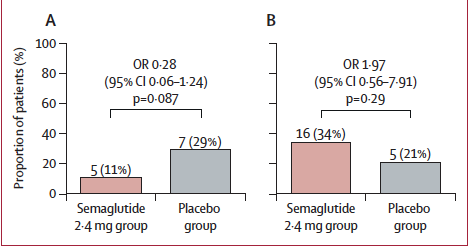 A
Proportion of patients (%)
100
80
60
40
20
0
OR 0·28
(95% CI 0·06–1·24)
p=0·087
5 (11%)
7 (29%)
Semaglutide
2·4 mg group
Placebo
group
B
OR 1·97
(95% CI 0·56–7·91)
p=0·29
16 (34%)
5 (21%)
Semaglutide
2·4 mg group
Placebo
group